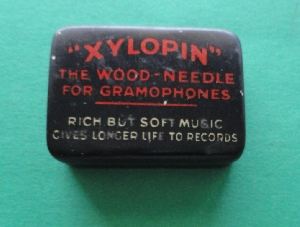 "XYLOPIN"
THE WOOD-NEEDLE
FOR GRAMOPHONES
RICH BUT SOFT MUSIC
GIVES LONGER LIFE TO RECORDS